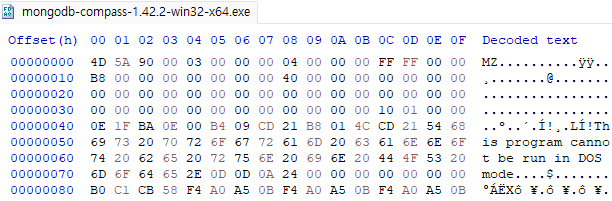 mongodb-compass-1.42.2-win32-x64.exe
Offset(h) 00 01 02 03 04 05 06 07 08 09 0A 0B 0C 0D 0E 0F Decoded text
00000000 4D 5A 90 00 03 00 00 00 04 00 00 00 FF FF 00 00 MZ..........ÿÿ..
00000010 B8 00 00 00 00 00 00 00 40 00 00 00 00 00 00 00 ¸.......@.......
00000020 00 00 00 00 00 00 00 00 00 00 00 00 00 00 00 00 ................
00000030 00 00 00 00 00 00 00 00 00 00 00 00 10 01 00 00 ................
00000040 0E 1F BA 0E 00 B4 09 CD 21 B8 01 4C CD 21 54 68 ..º..´.Í!¸.LÍ!Th
00000050 69 73 20 70 72 6F 67 72 61 6D 20 63 61 6E 6E 6F is program canno
00000060 74 20 62 65 20 72 75 6E 20 69 6E 20 44 4F 53 20 t be run in DOS
00000070 6D 6F 64 65 2E 0D 0D 0A 24 00 00 00 00 00 00 00 mode....$.......
00000080 B0 C1 CB 58 F4 A0 A5 0B F4 A0 A5 0B F4 A0 A5 0B °ÁËXô ¥.ô ¥.ô ¥.